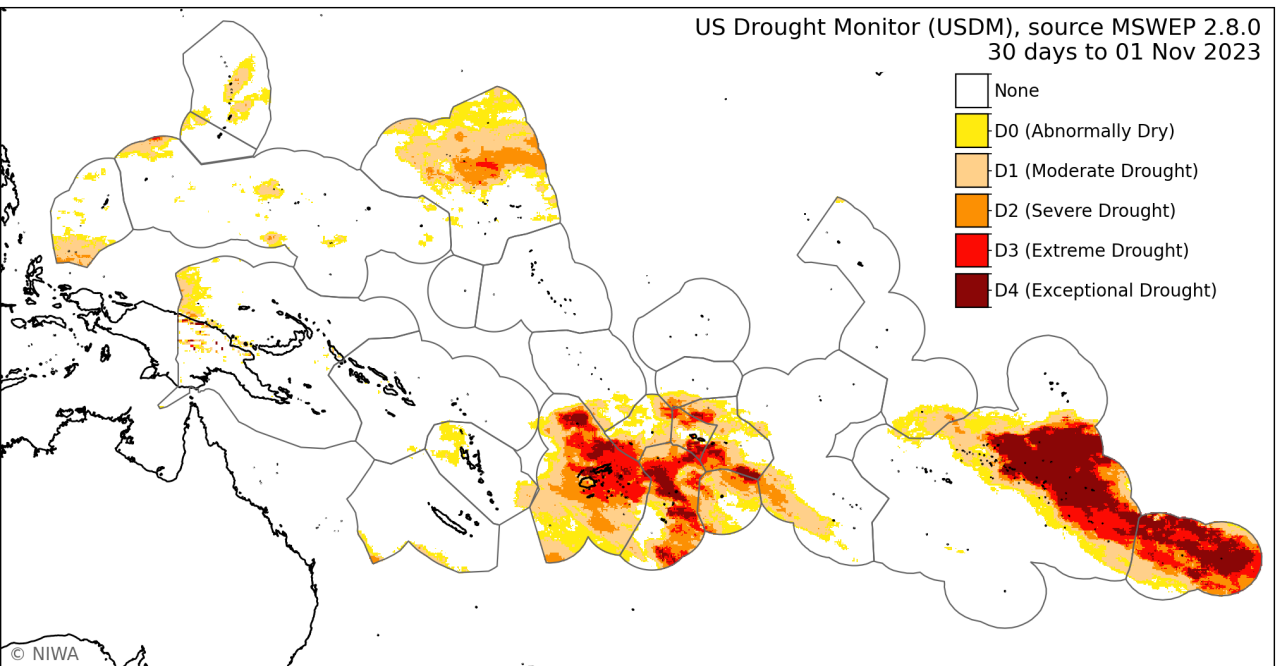 US Drought Monitor (USDM), source MSWEP 2.8.0
30 days to 01 Nov 2023
None
D0 (Abnormally Dry)
D1 (Moderate Drought)
D2 (Severe Drought)
D3 (Extreme Drought)
D4 (Exceptional Drought)
© NIWA